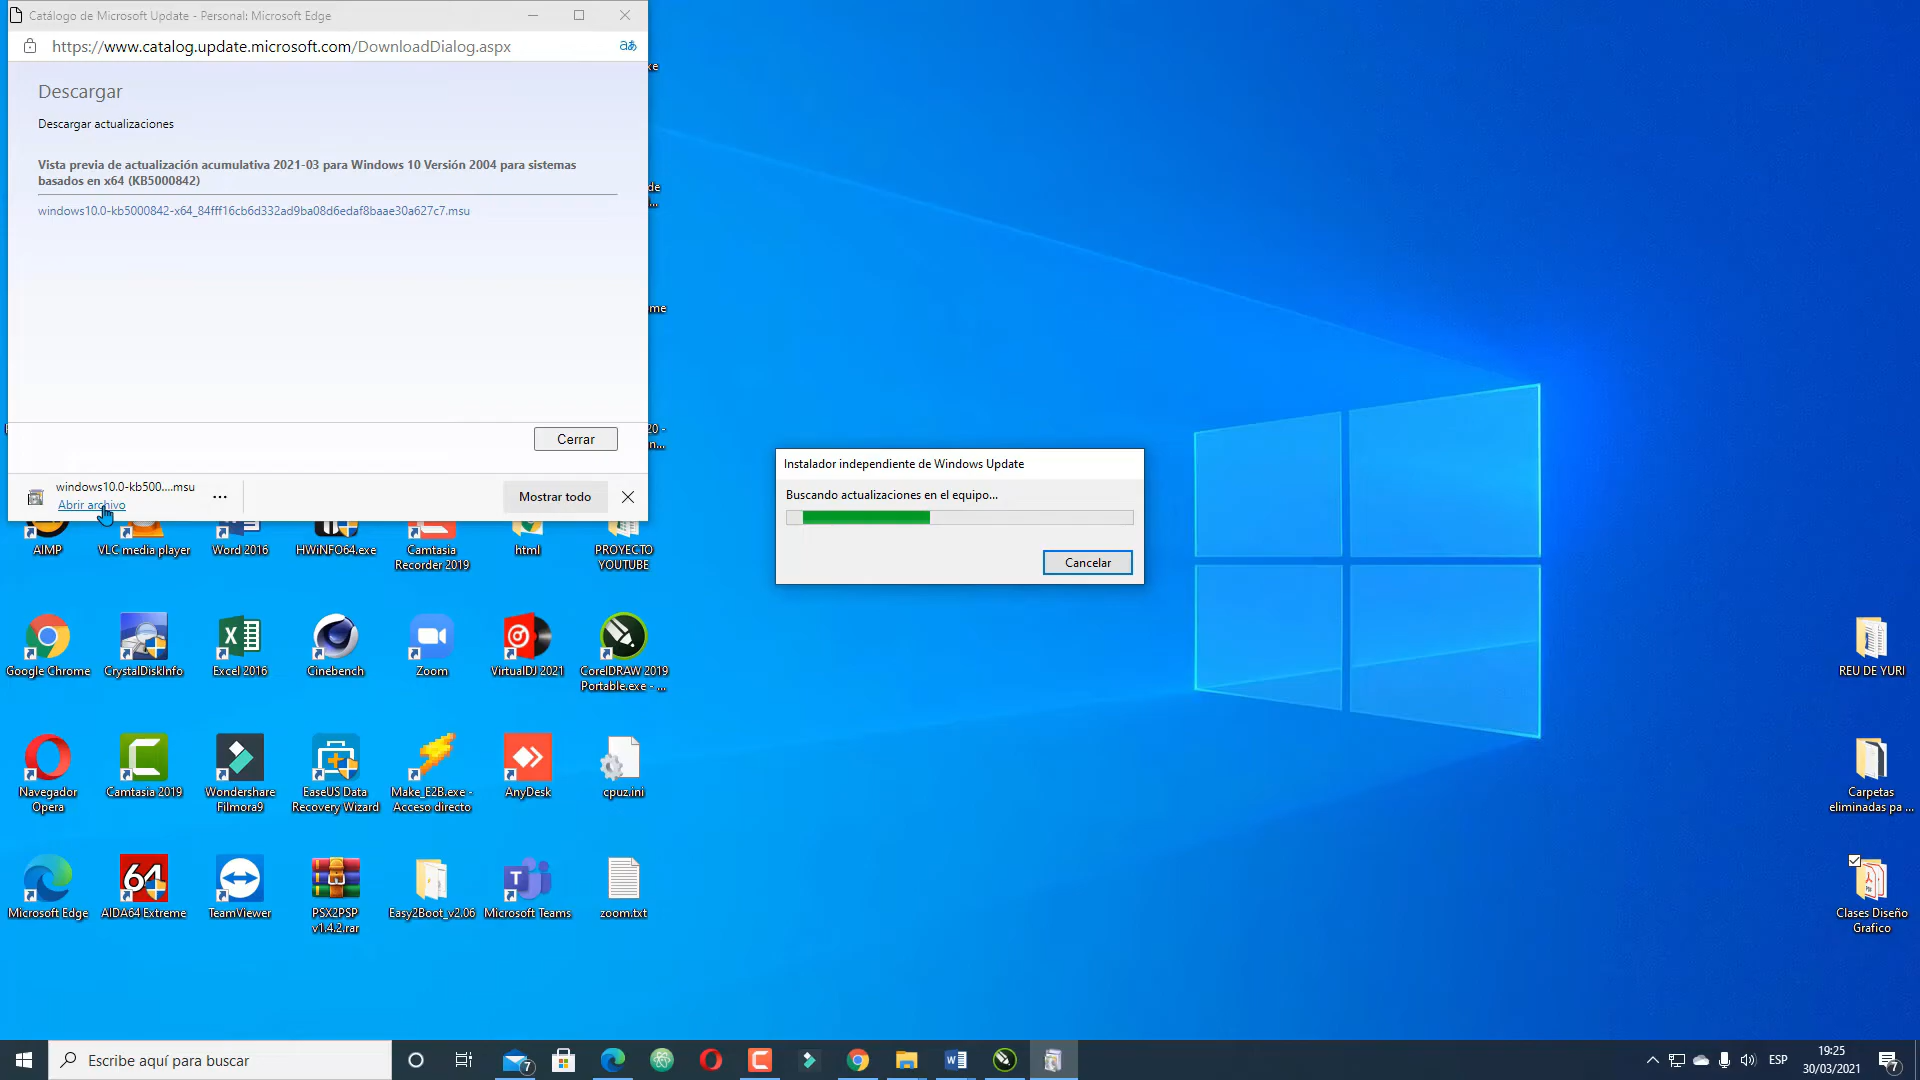 Catálogo de Microsoft Update - Personal: Microsoft Edge
https://www.catalog.update.microsoft.com/DownloadDialog.aspx
aあ
Descargar
Descargar actualizaciones
Vista previa de actualización acumulativa 2021-03 para Windows 10 Versión 2004 para sistemas
basados en x64 (KB5000842)
windows10.0-kb5000842-x64_84fff16cb6d332ad9ba08d6edaf8baae30a627c7.msu
Cerrar
windows10.0-kb500....msu
Abrir archivo
Mostrar todo
Instalador independiente de Windows Update
Buscando actualizaciones en el equipo...
Cancelar
AIMP
VLC media player
Word 2016
HWiNFO64.exe
Camtasia
Recorder 2019
html
PROYECTO
YOUTUBE
Google Chrome
CrystalDiskInfo
Excel 2016
Cinebench
Zoom
VirtualDJ 2021
CorelDRAW 2019
Portable.exe - ...
REU DE YURI
Navegador
Opera
Camtasia 2019
Wondershare
Filmora9
EaseUS Data
Recovery Wizard
Make_E2B.exe -
Acceso directo
AnyDesk
cpuz.ini
Carpetas
eliminadas pa ...
64
Microsoft Edge
AIDA64 Extreme
TeamViewer
PSX2PSP
v1.4.2.rar
Easy2Boot_v2.06
Microsoft Teams
zoom.txt
Clases Diseño
Grafico
Escribe aquí para buscar
7
ESP
19:25
30/03/2021
7